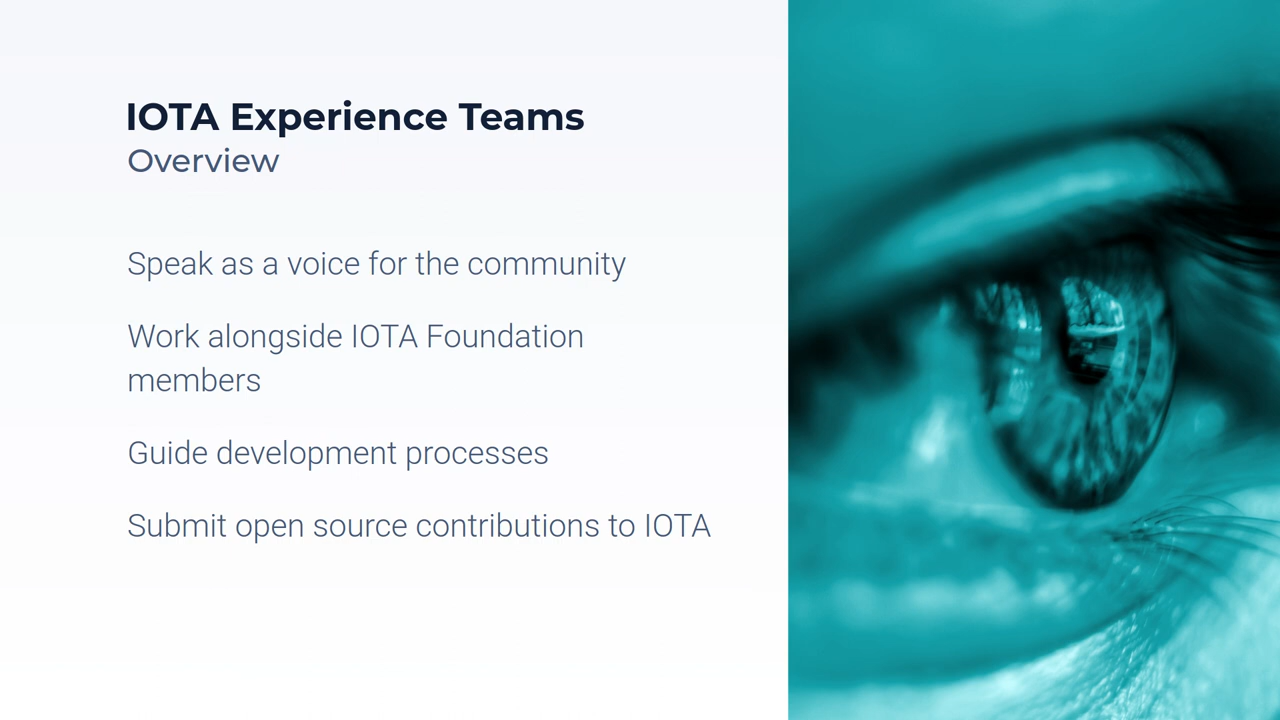 IOTA Experience Teams
Overview
Speak as a voice for the community
Work alongside IOTA Foundation
members
Guide development processes
Submit open source contributions to IOTA